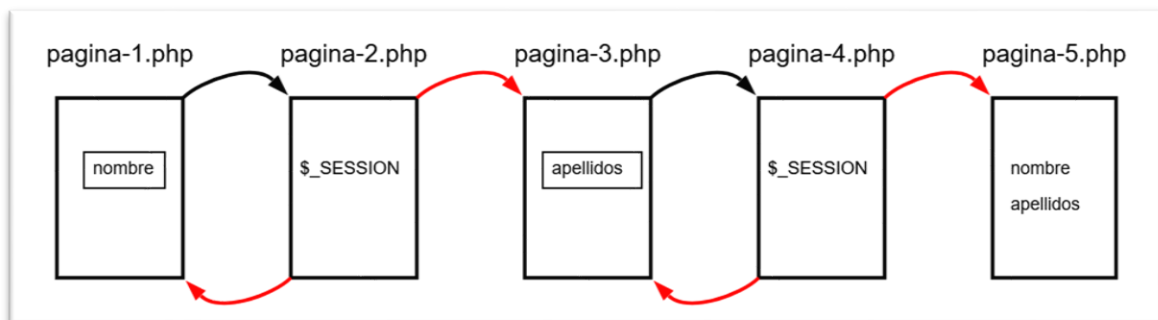 pagina-1.php pagina-2.php pagina-3.php pagina-4.php pagina-5.php
nombre $_SESSION apellidos $_SESSION nombre
apellidos